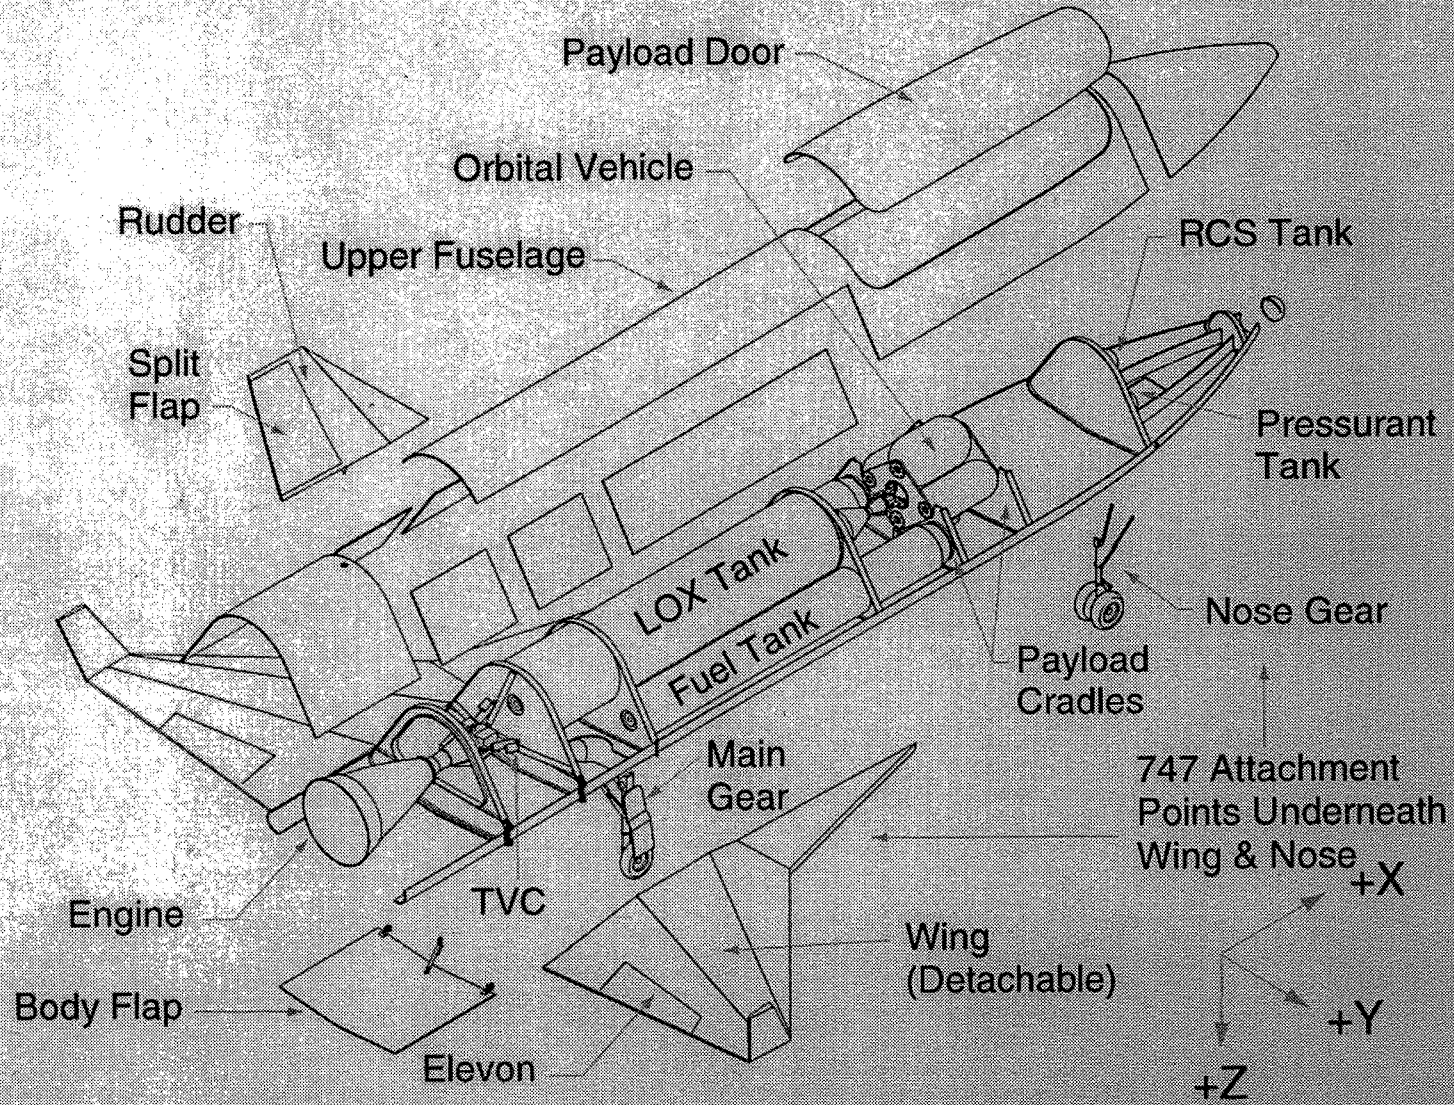 Payload Door
Orbital Vehicle
Rudder
Upper Fuselage
RCS Tank
Split
Flap
Pressurant
Tank
LOX Tank
Fuel Tank
Nose Gear
Payload
Cradles
Main
Gear
747 Attachment
Points Underneath
Wing & Nose
+X
Engine
TVC
Wing
(Detachable)
Body Flap
+Y
Elevon
+Z